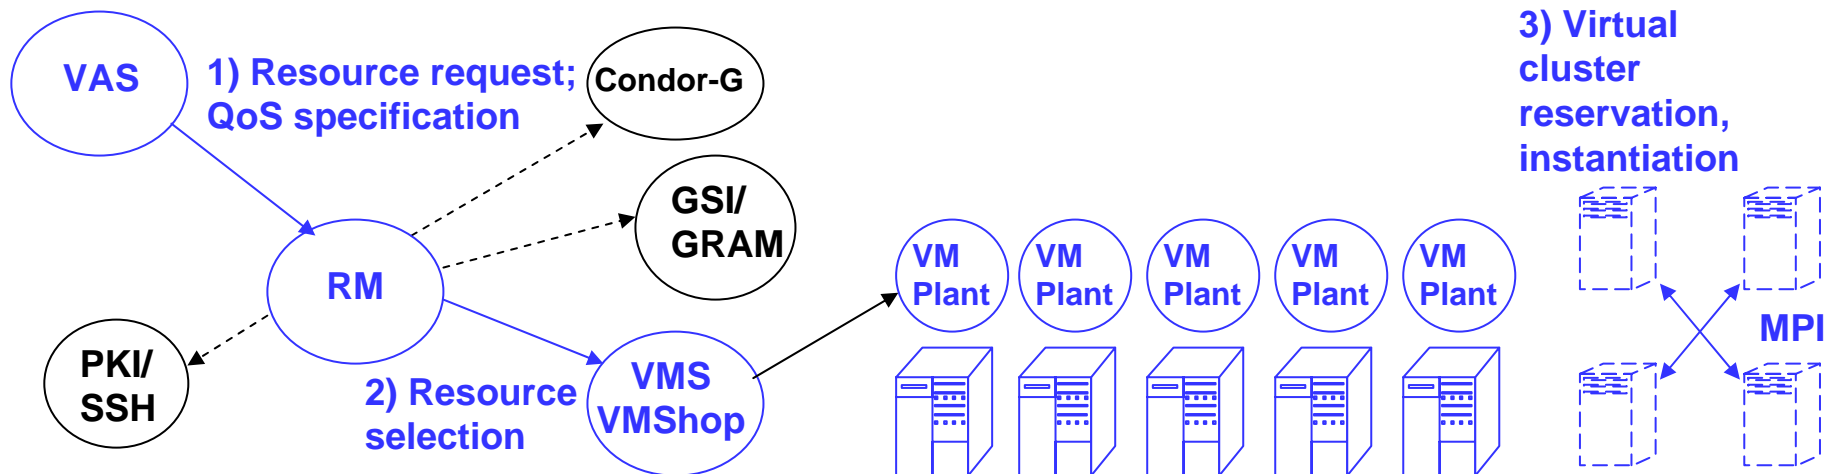 VAS
1) Resource request;
QoS specification
Condor-G
GSI/
GRAM
RM
PKI/
SSH
2) Resource
selection
VMS
VMShop
VM
Plant
VM
Plant
VM
Plant
VM
Plant
VM
Plant
3) Virtual
cluster
reservation,
instantiation
MPI